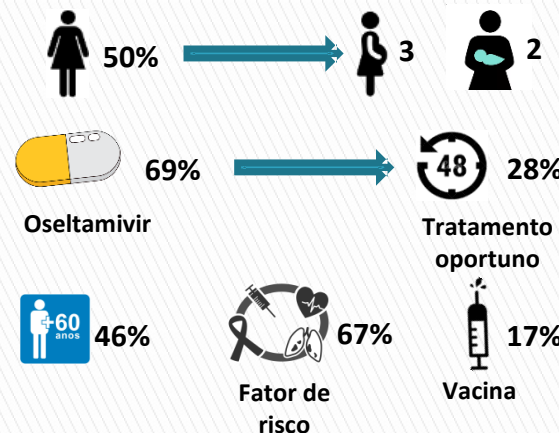 50%
3
2
69%
48
28%
Oseltamivir
Tratamento
oportuno
+60
anos
46%
67%
17%
Fator de
risco
Vacina